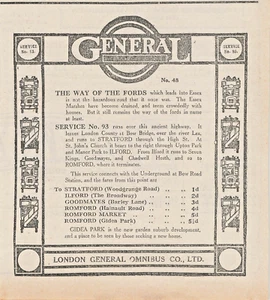 SERVICE
No. 93.
GENERAL
SERVICE
No. 93.
No. 48
THE WAY OF THE FORDS which leads into Essex
is not the hazardous road that it once was. The Essex
Marshes have become drained, and town crowdedly with
houses. But it still remains the way of the fords in name
at least.
SERVICE No. 93 runs over this ancient highway. It
leaves London County at Bow Bridge, over the river Lea,
and runs to STRATFORD through the High St. At
St. John's Church it bears to the right through Upton Park
and Manor Park to ILFORD. From Ilford it runs to Seven
Kings, Goodmayes, and Chadwell Heath, and so to
ROMFORD, where it terminates.
This service connects with the Underground at Bow Road
Station, and the fares from this point are
To STRATFORD (Woodgrange Road) .. .. 1d
ILFORD (The Broadway) .. .. 2d
GOODMAYES (Barley Lane) .. .. 3d
ROMFORD (Hainault Road) .. .. 4d
ROMFORD MARKET .. .. 5d
ROMFORD (Gidea Park) .. .. 5½d
GIDEA PARK is the new garden suburb development,
and a place to be seen by those seeking a new house.
LONDON GENERAL OMNIBUS CO., LTD.